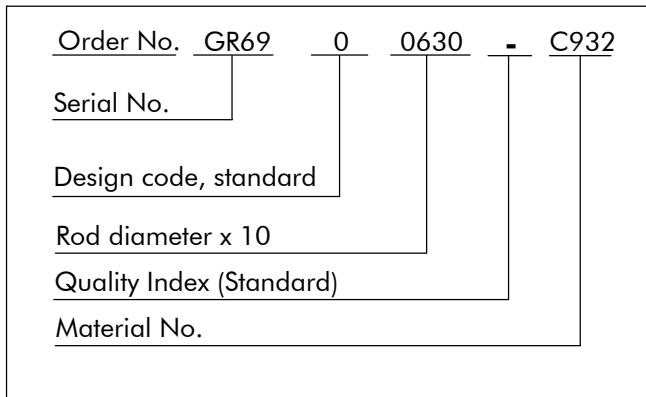 Order No. GR69 0 0630 - C932
Serial No.
Design code, standard
Rod diameter x 10
Quality Index (Standard)
Material No.